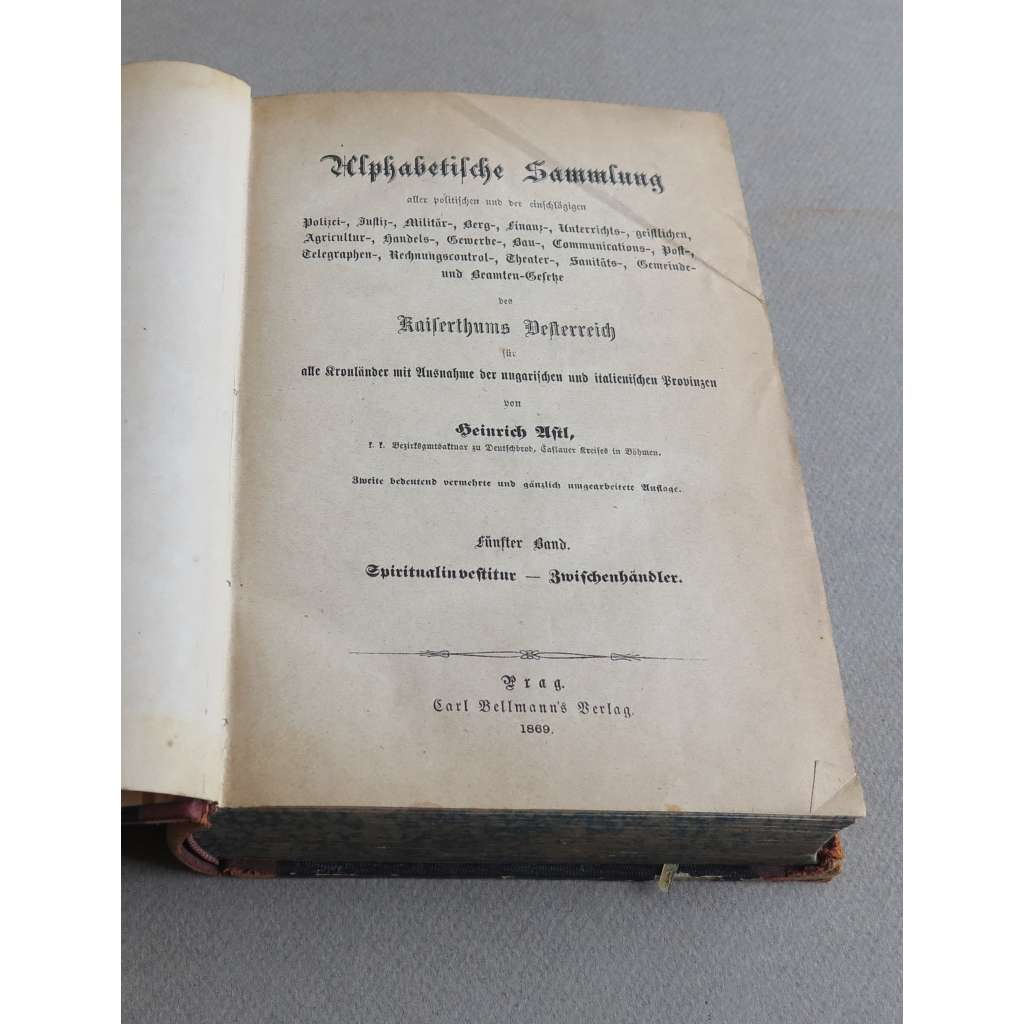 Alphabetische Sammlung
aller politischen und der einschlägigen
Polizei-, Justiz-, Militär-, Berg-, Finanz-, Unterrichts-, geistlichen,
Agricultur-, Handels-, Gewerbe-, Bau-, Communications-, Post-,
Telegraphen-, Rechnungscontrol-, Theater-, Sanitäts-, Gemeinde-
und Beamten-Gesetze
des
Kaiserthums Oesterreich
für
alle Kronländer mit Ausnahme der ungarischen und italienischen Provinzen
von
Heinrich Astl,
k. k. Bezirksamtsaktuar zu Deutschbrod, Časlauer Kreises in Böhmen.
Zweite bedeutend vermehrte und gänzlich umgearbeitete Auflage.
Fünfter Band.
Spiritualinvestitur — Zwischenhändler.
Prag.
Carl Bellmann's Verlag.
1869.